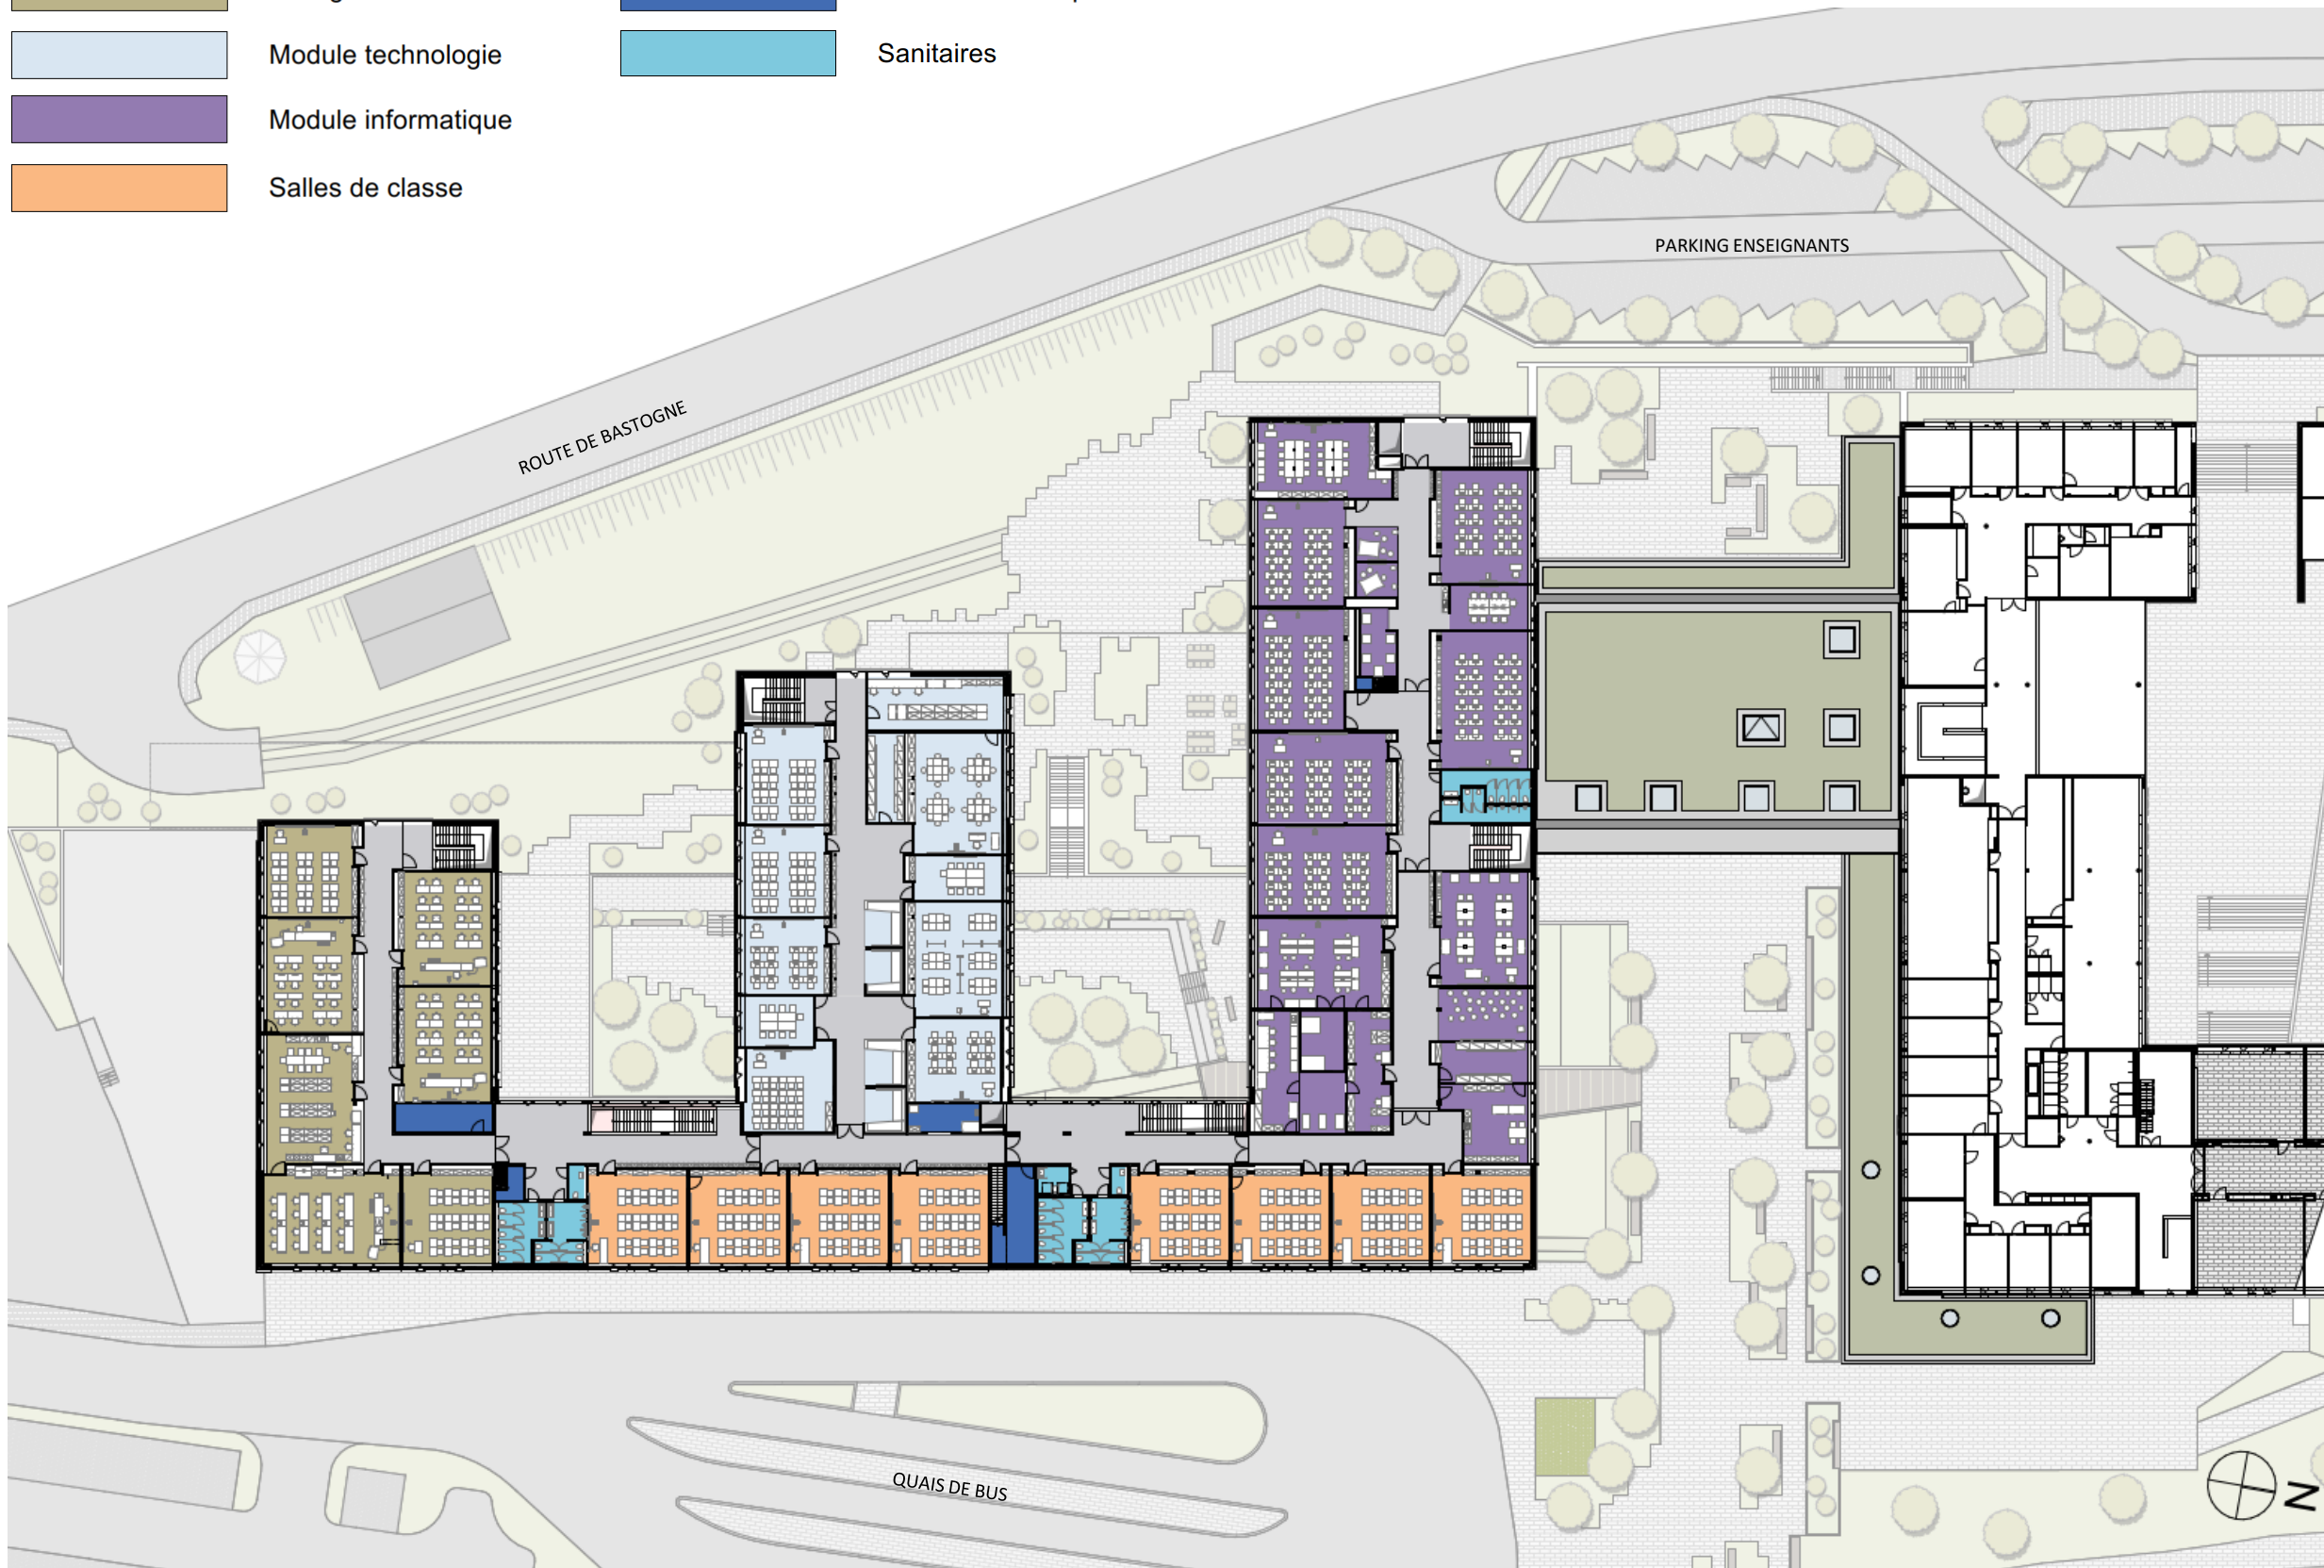 Module technologie
Sanitaires
Module informatique
Salles de classe
PARKING ENSEIGNANTS
ROUTE DE BASTOGNE
QUAIS DE BUS
N